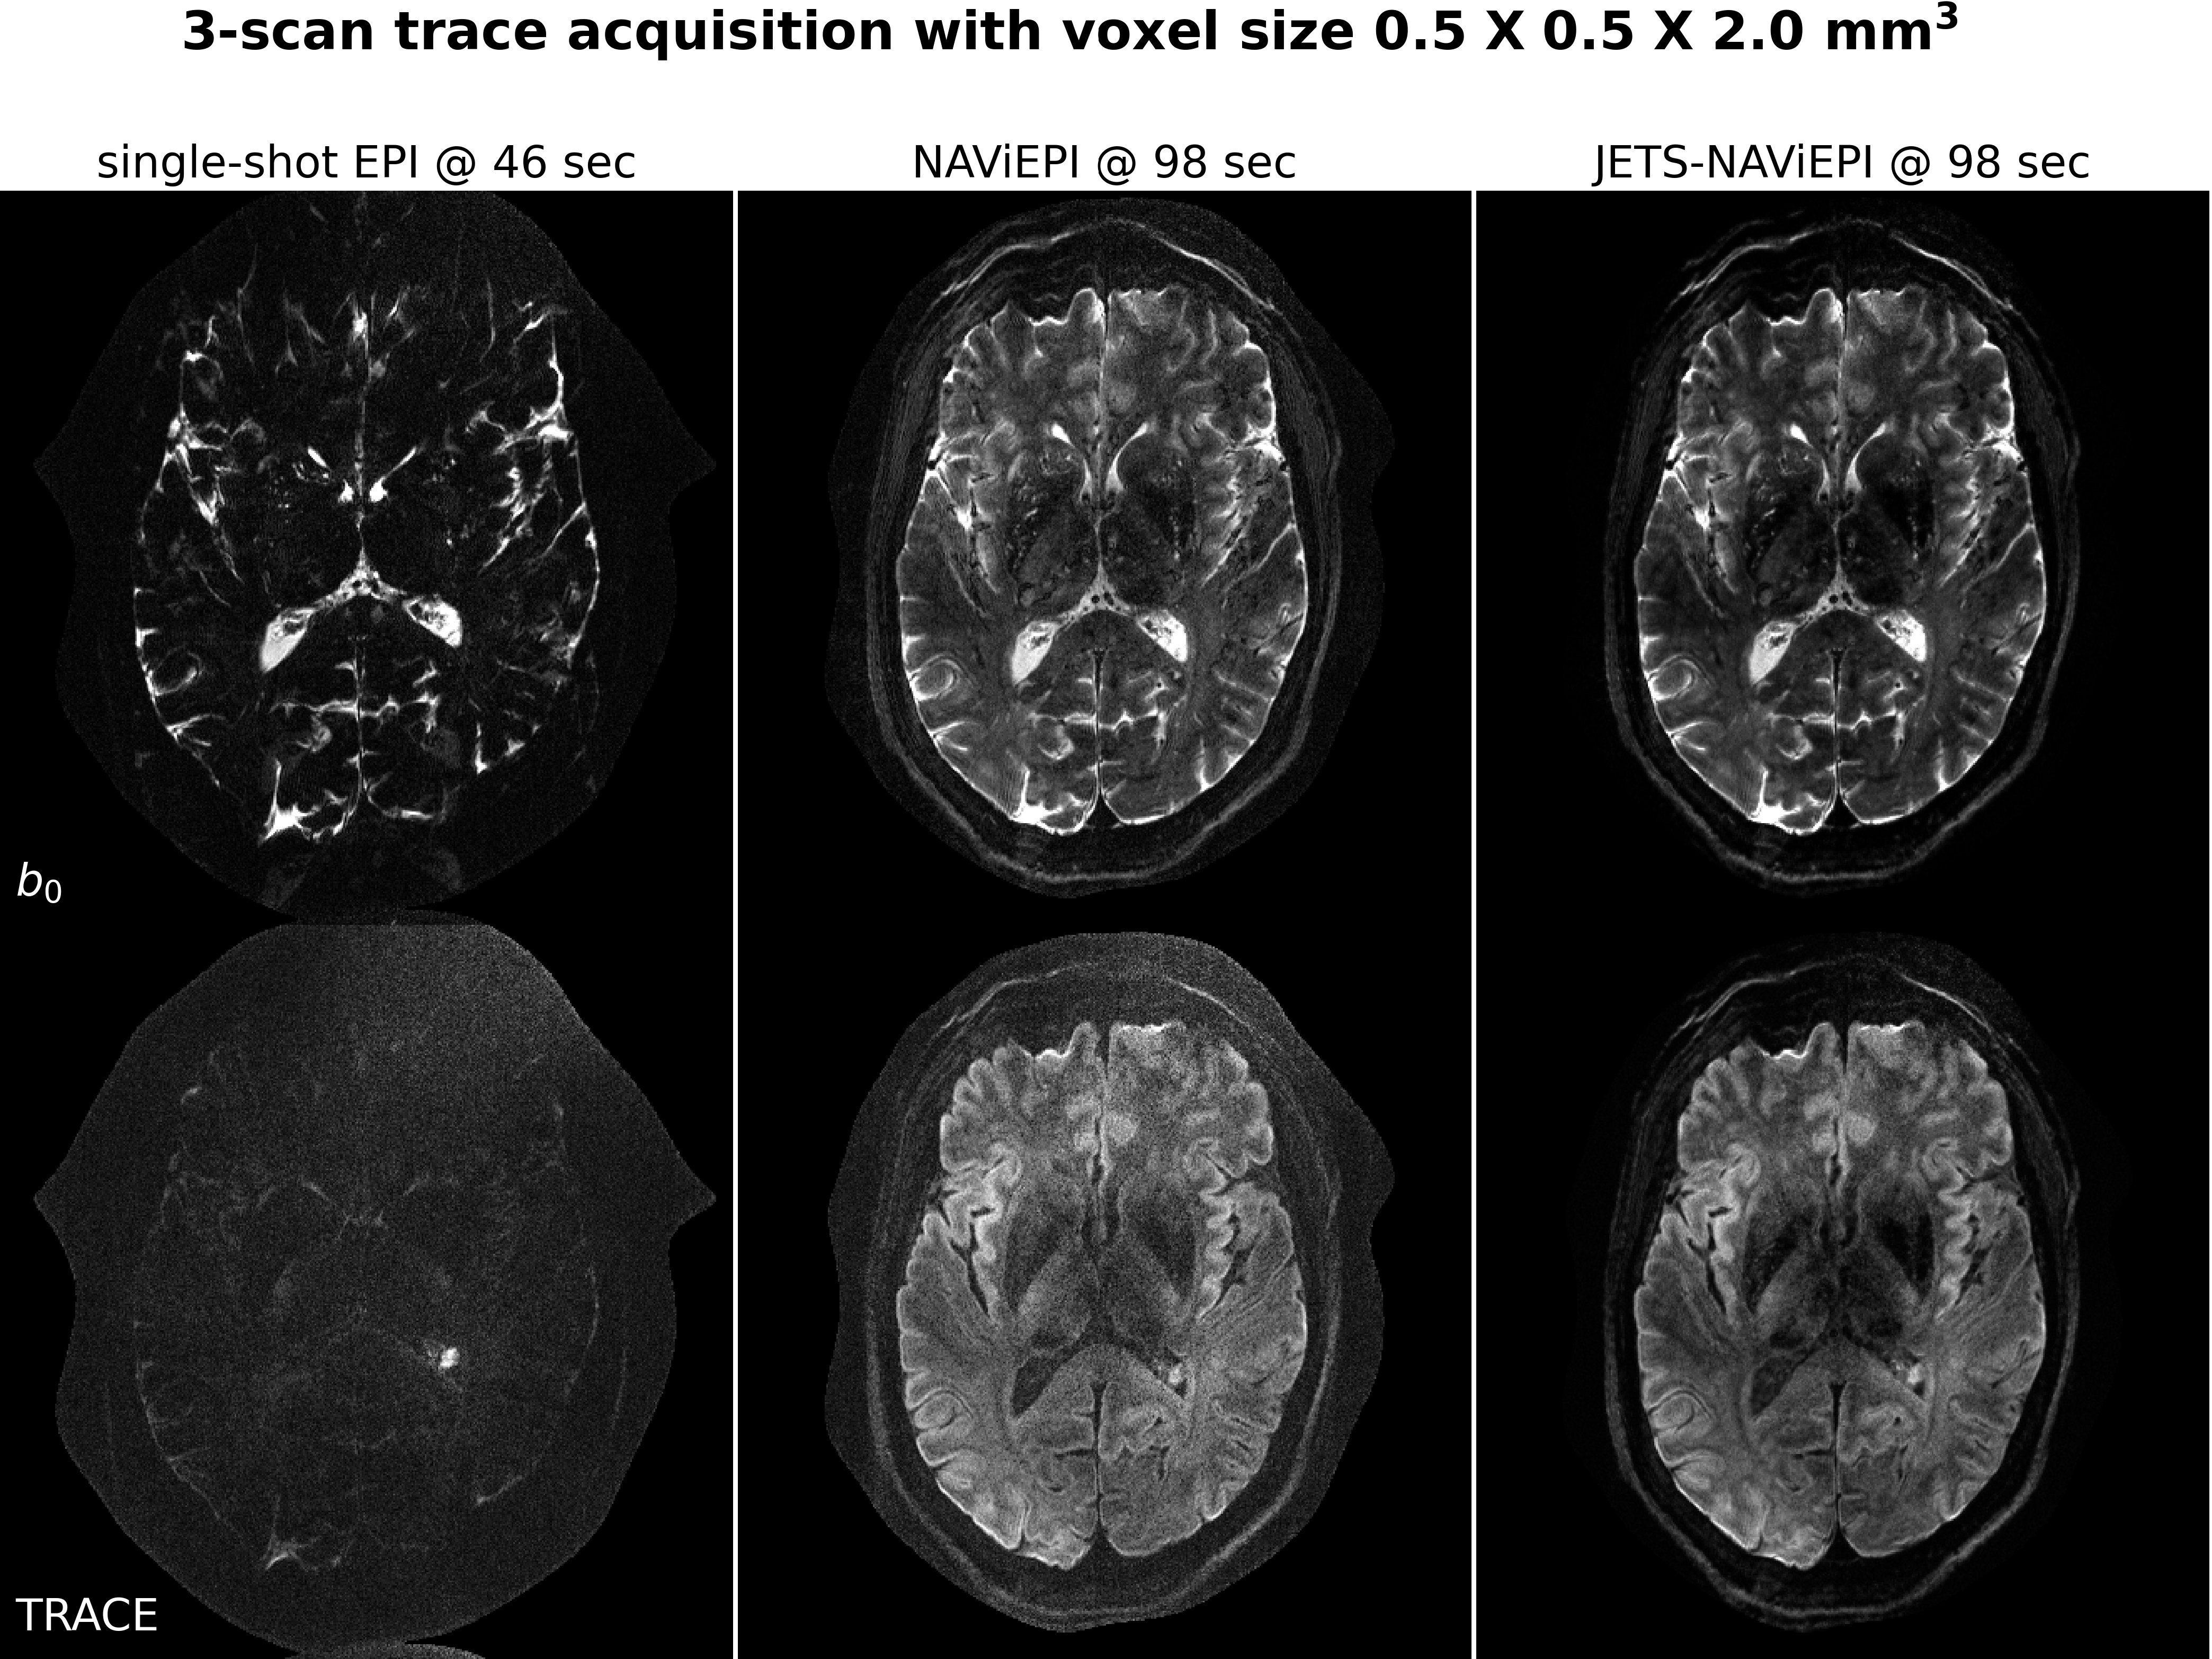 3-scan trace acquisition with voxel size 0.5 X 0.5 X 2.0 mm³
single-shot EPI @ 46 sec
NAViEPI @ 98 sec
JETS-NAViEPI @ 98 sec
b₀
TRACE